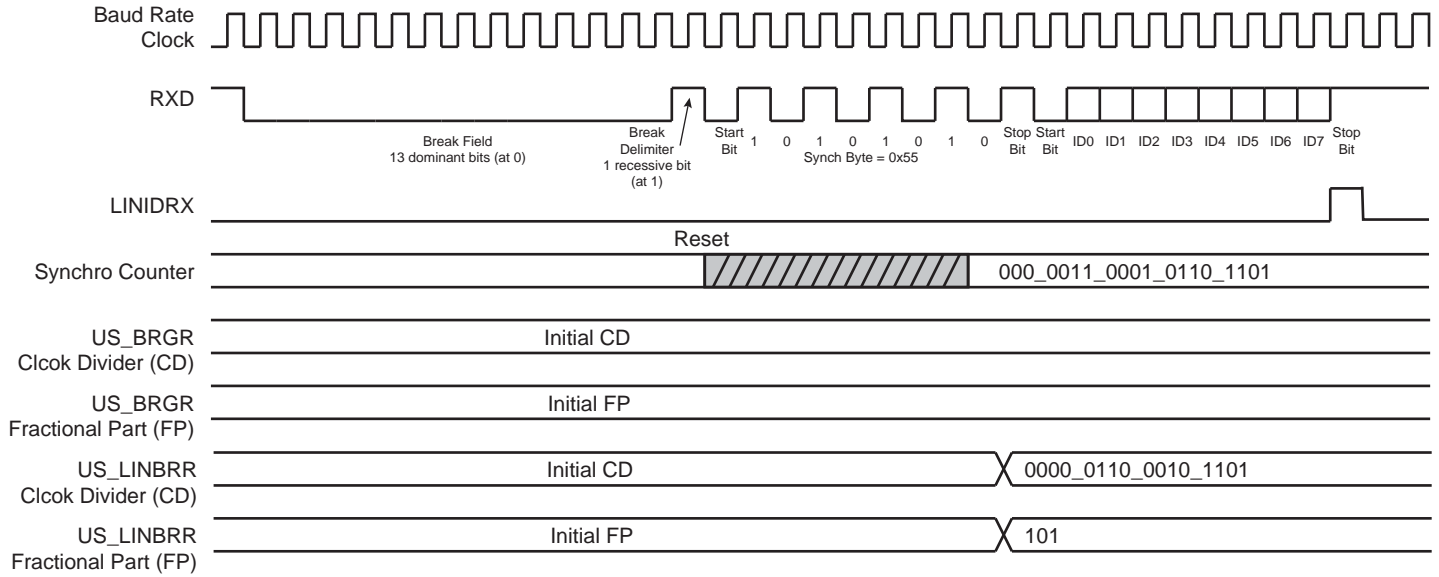 Baud Rate
Clock
RXD
Break Field
13 dominant bits (at 0)
Break
Delimiter
1 recessive bit
(at 1)
Start
Bit
1 0 1 0 1 0 1 0
Synch Byte = 0x55
Stop
Bit
Start
Bit
ID0 ID1 ID2 ID3 ID4 ID5 ID6 ID7
Stop
Bit
LINIDRX
Reset
Synchro Counter
000_0011_0001_0110_1101
US_BRGR
Clcok Divider (CD)
Initial CD
US_BRGR
Fractional Part (FP)
Initial FP
US_LINBRR
Clcok Divider (CD)
Initial CD
0000_0110_0010_1101
US_LINBRR
Fractional Part (FP)
Initial FP
101